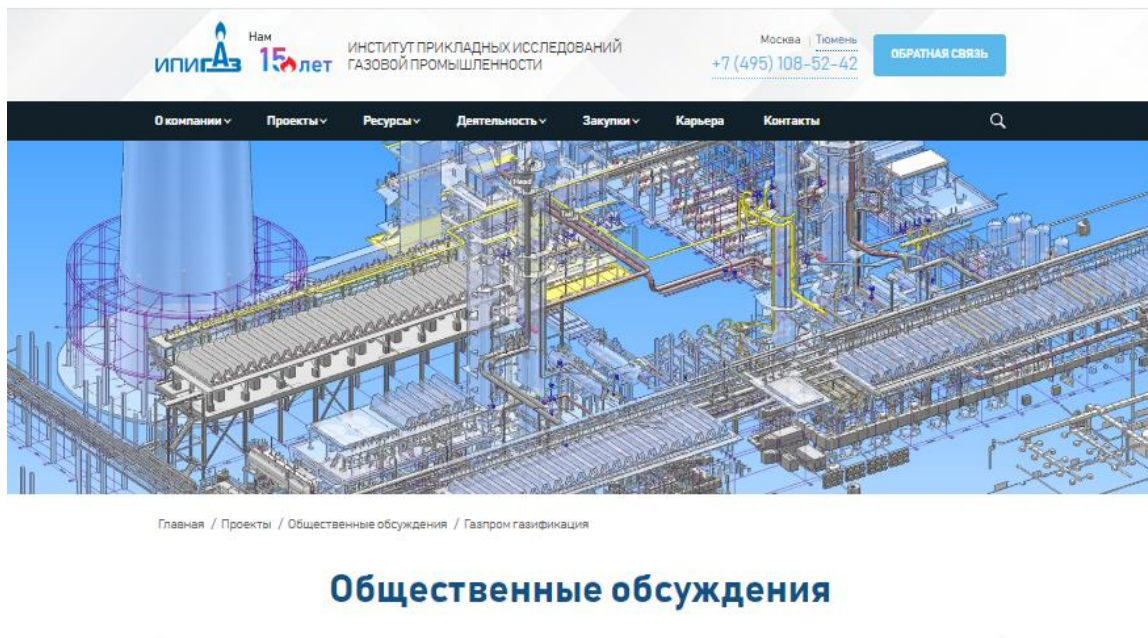 ИПИГАЗ
Нам
15 лет
ИНСТИТУТ ПРИКЛАДНЫХ ИССЛЕДОВАНИЙ
ГАЗОВОЙ ПРОМЫШЛЕННОСТИ
Москва | Тюмень
+7 (495) 108-52-42
ОБРАТНАЯ СВЯЗЬ
О компании Проекты Ресурсы Деятельность Закупки Карьера Контакты
Head
Главная / Проекты / Общественные обсуждения / Газпром газификация
Общественные обсуждения